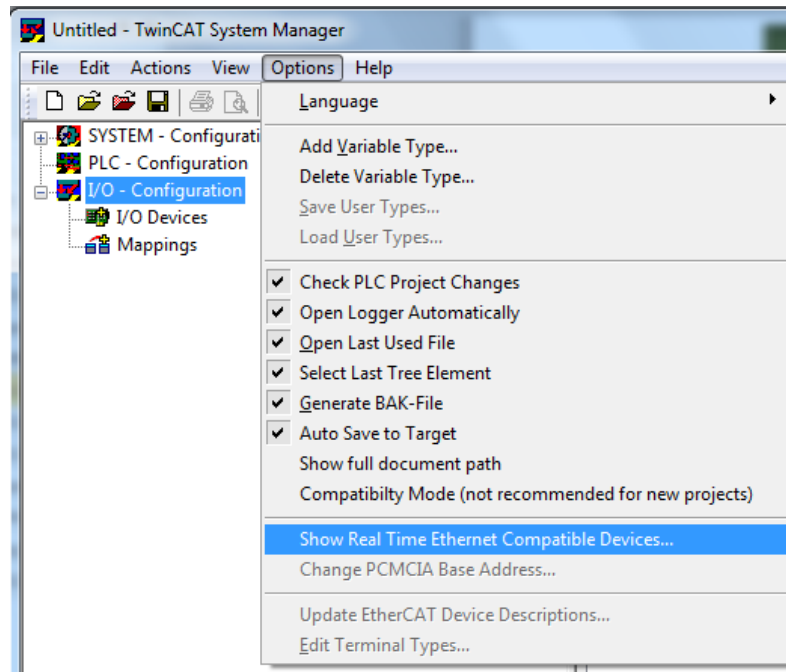 Untitled - TwinCAT System Manager
File Edit Actions View Options Help
Language
SYSTEM - Configurati
PLC - Configuration
I/O - Configuration
I/O Devices
Mappings
Add Variable Type...
Delete Variable Type...
Save User Types...
Load User Types...
Check PLC Project Changes
Open Logger Automatically
Open Last Used File
Select Last Tree Element
Generate BAK-File
Auto Save to Target
Show full document path
Compatibilty Mode (not recommended for new projects)
Show Real Time Ethernet Compatible Devices...
Change PCMCIA Base Address...
Update EtherCAT Device Descriptions...
Edit Terminal Types...